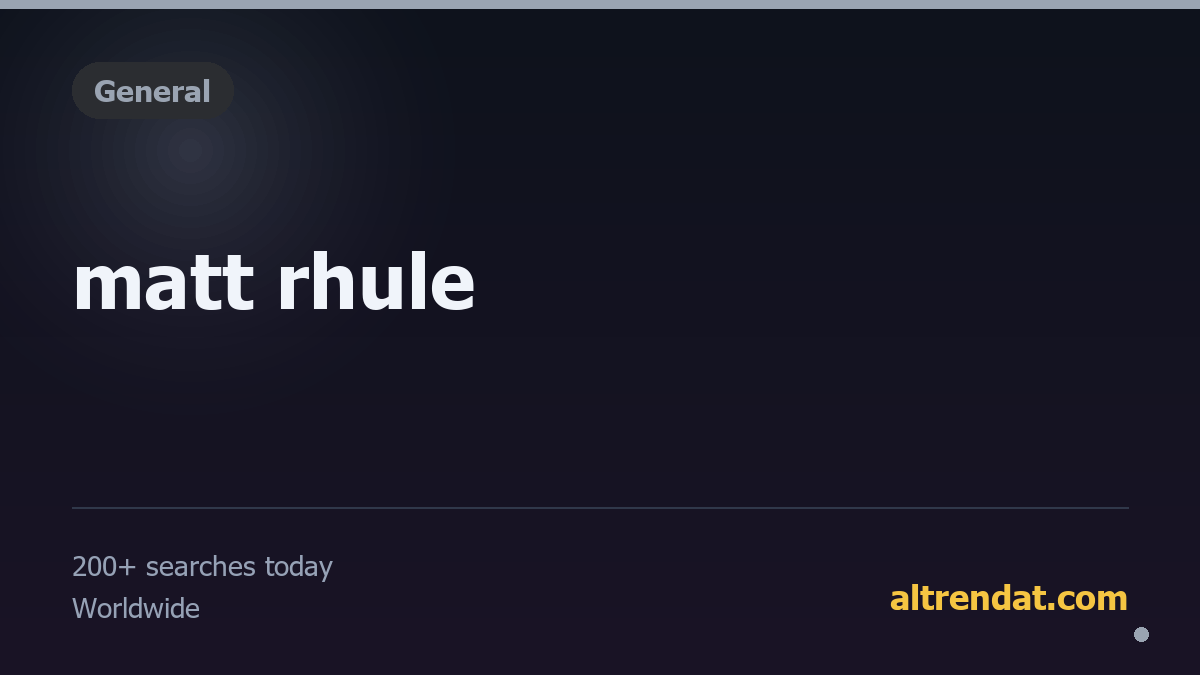 General
matt rhule
200+ searches today
Worldwide
altrendat.com